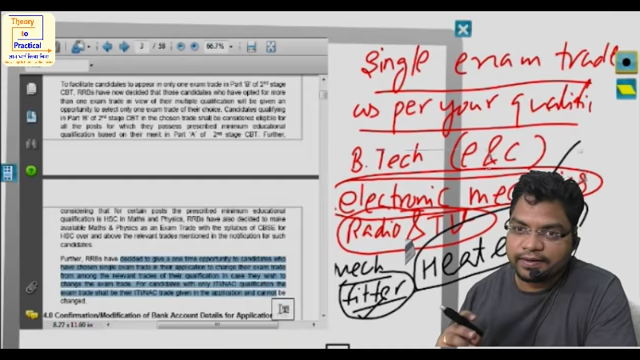 Theory
to
Practical
3 / 58
66.7%
To facilitate candidates to appear in only one exam trade in Part 'B' of 2nd stage
CBT, RRBs have now decided that those candidates who have opted for more
than one exam trade in view of their multiple qualification will be given an
opportunity to select only one exam trade of their choice. Candidates qualifying
in Part 'B' of 2nd stage CBT in the chosen trade shall be considered eligible for
all the posts for which they possess prescribed minimum educational
qualification based on their merit in Part 'A' of 2nd stage CBT. Further,
considering that for certain posts the prescribed minimum educational
qualification is HSC in Maths and Physics, RRBs have also decided to make
available Maths & Physics as an Exam Trade with the syllabus of CBSE for
HSC over and above the relevant trades mentioned in the notification for such
candidates.
Further, RRBs have decided to give a one time opportunity to candidates who
have chosen single exam trade in their application to change their exam trade
from among the relevant trades of their qualification in case they wish to
change the exam trade. For candidates with only ITI/NAC qualification the
exam trade shall be their ITI/NAC trade given in the application and cannot be
changed.
4.0 Confirmation/Modification of Bank Account Details for
8.27 x 11.60 in
Single exam trade
as per your
B.Tech (E&C)
electronic
Radio & TV
Mech
fitter